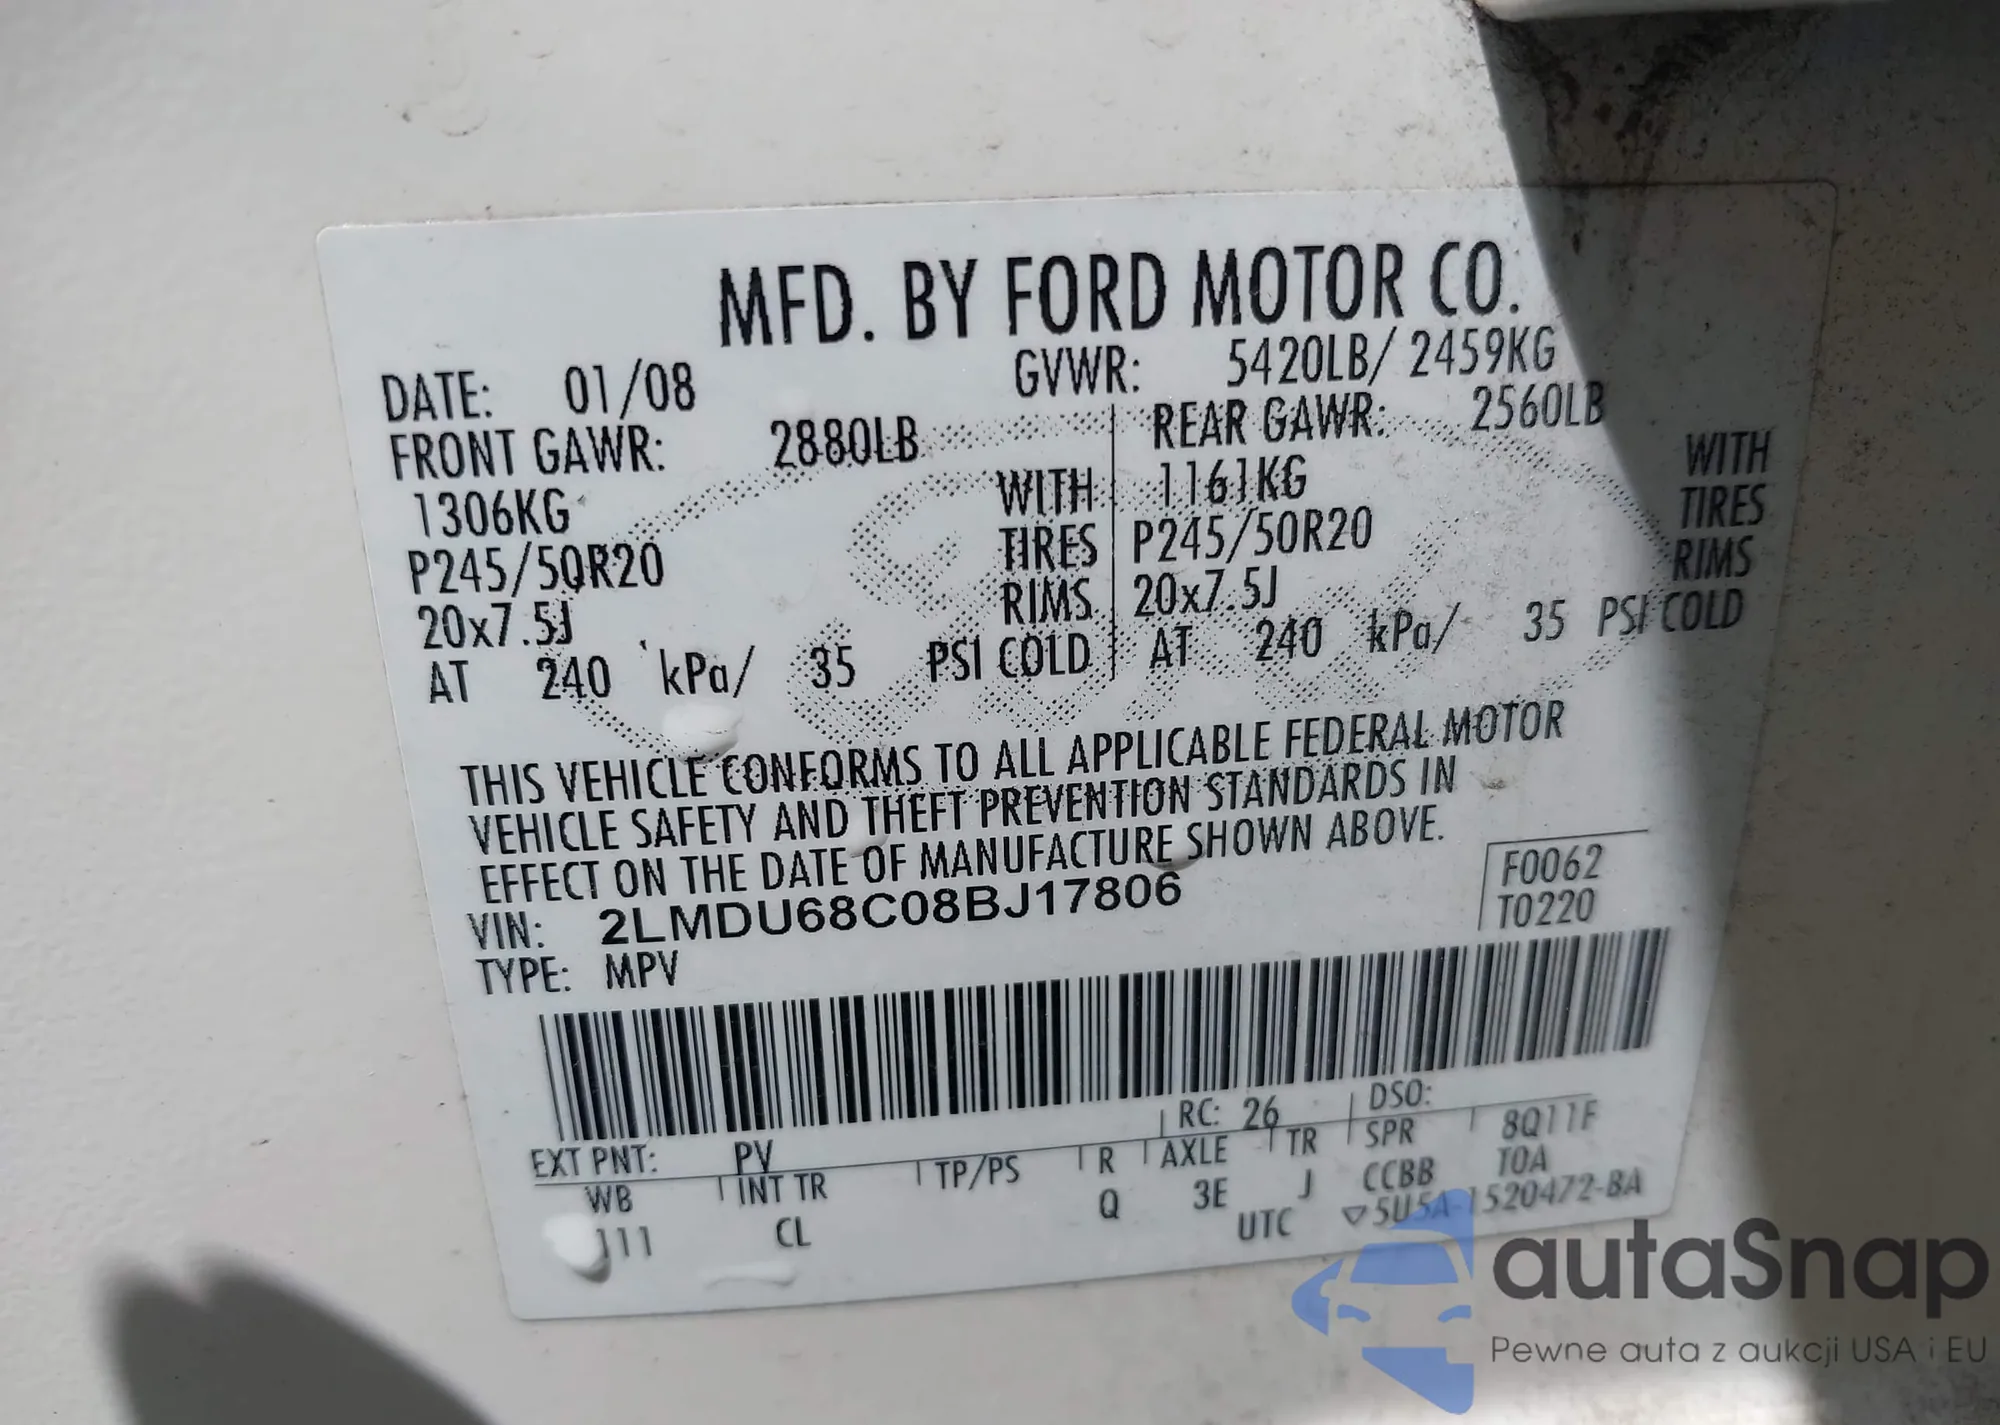 MFD. BY FORD MOTOR CO.
DATE: 01/08 GVWR: 5420LB/ 2459KG
FRONT GAWR: 2880LB REAR GAWR: 2560LB
1306KG WITH 1161KG WITH
P245/50R20 TIRES P245/50R20 TIRES
20x7.5J RIMS 20x7.5J RIMS
AT 240 kPa/ 35 PSI COLD AT 240 kPa/ 35 PSI COLD
THIS VEHICLE CONFORMS TO ALL APPLICABLE FEDERAL MOTOR
VEHICLE SAFETY AND THEFT PREVENTION STANDARDS IN
EFFECT ON THE DATE OF MANUFACTURE SHOWN ABOVE.
VIN: 2LMDU68C08BJ17806 F0062
TYPE: MPV T0220
EXT PNT: PV RC: 26 DSO:
WB INT TR TP/PS R AXLE TR SPR 8Q11F
111 CL Q 3E J CCBB TOA
UTC ▽5U5A-1520472-BA
autaSnap
Pewne auta z aukcji USA i EU